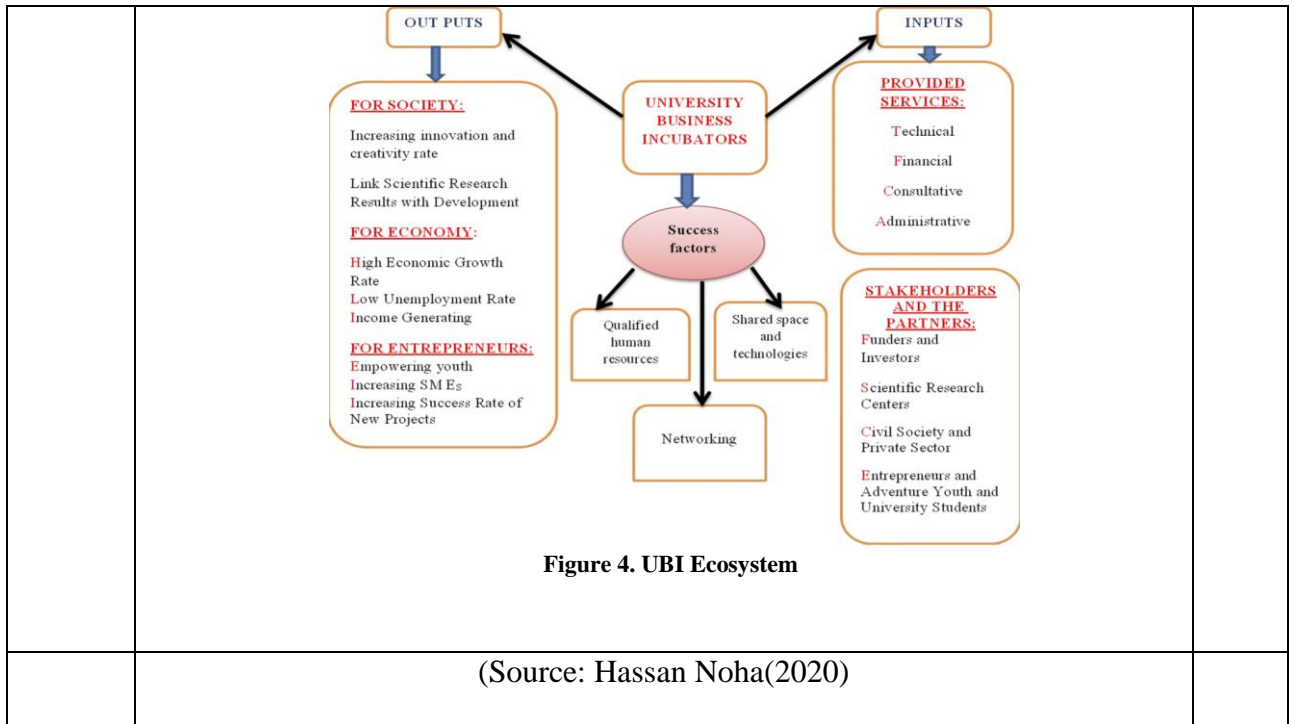 OUT PUTS
INPUTS
FOR SOCIETY:
Increasing innovation and
creativity rate
Link Scientific Research
Results with Development
FOR ECONOMY:
High Economic Growth
Rate
Low Unemployment Rate
Income Generating
FOR ENTREPRENEURS:
Empowering youth
Increasing SM Es
Increasing Success Rate of
New Projects
UNIVERSITY
BUSINESS
INCUBATORS
Success
factors
Qualified
human
resources
Shared space
and
technologies
Networking
PROVIDED
SERVICES:
Technical
Financial
Consultative
Administrative
STAKEHOLDERS
AND THE
PARTNERS:
Funders and
Investors
Scientific Research
Centers
Civil Society and
Private Sector
Entrepreneurs and
Adventure Youth and
University Students
Figure 4. UBI Ecosystem
(Source: Hassan Noha(2020)